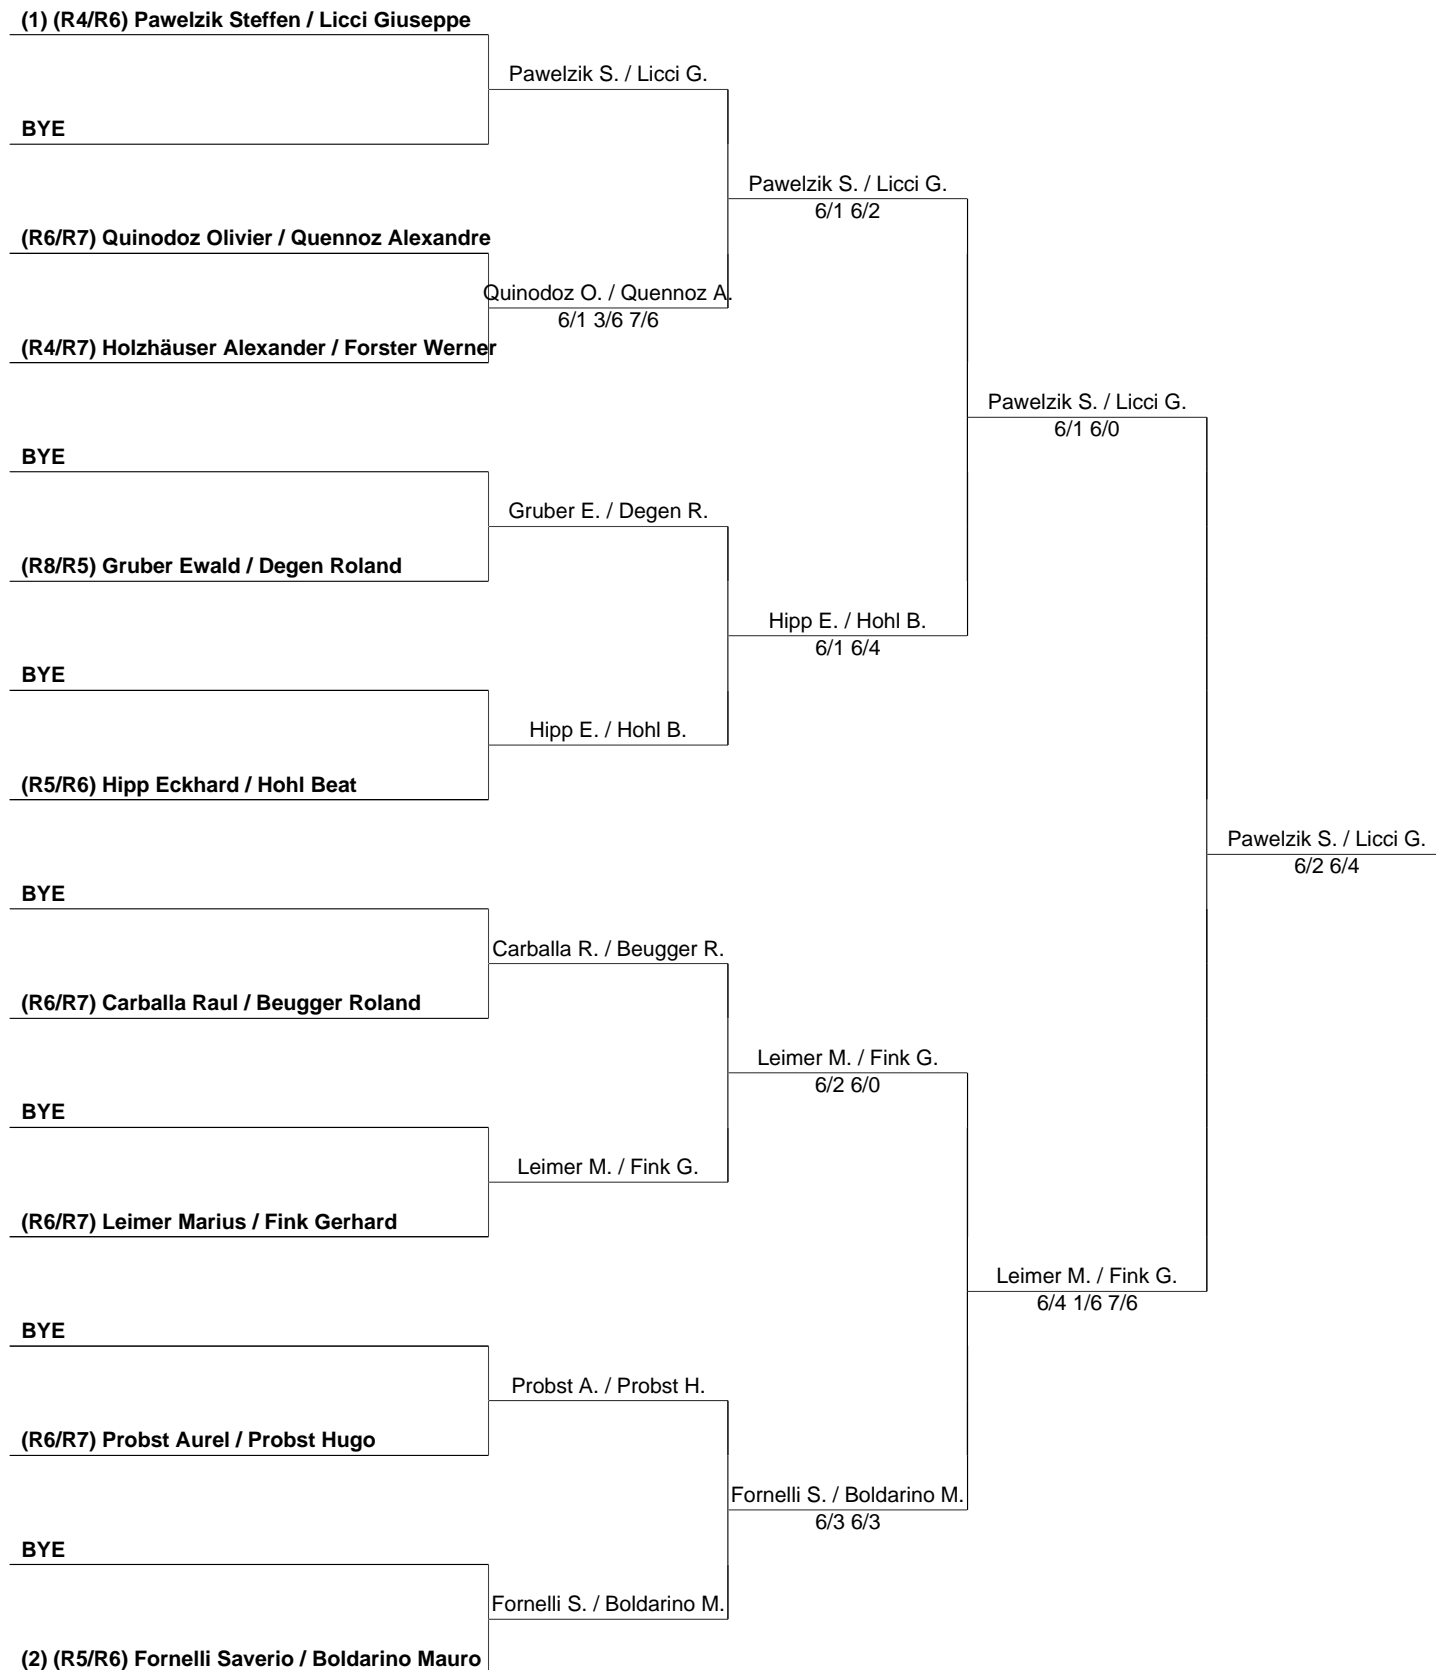 (1) (R4/R6) Pawelzik Steffen / Licci Giuseppe
Pawelzik S. / Licci G.
BYE
Pawelzik S. / Licci G.
6/1 6/2
(R6/R7) Quinodoz Olivier / Quennoz Alexandre
Quinodoz O. / Quennoz A.
6/1 3/6 7/6
(R4/R7) Holzhäuser Alexander / Forster Werner
Pawelzik S. / Licci G.
6/1 6/0
BYE
Gruber E. / Degen R.
(R8/R5) Gruber Ewald / Degen Roland
Hipp E. / Hohl B.
6/1 6/4
BYE
Hipp E. / Hohl B.
(R5/R6) Hipp Eckhard / Hohl Beat
Pawelzik S. / Licci G.
6/2 6/4
BYE
Carballa R. / Beugger R.
(R6/R7) Carballa Raul / Beugger Roland
Leimer M. / Fink G.
6/2 6/0
BYE
Leimer M. / Fink G.
(R6/R7) Leimer Marius / Fink Gerhard
Leimer M. / Fink G.
6/4 1/6 7/6
BYE
Probst A. / Probst H.
(R6/R7) Probst Aurel / Probst Hugo
Fornelli S. / Boldarino M.
6/3 6/3
BYE
Fornelli S. / Boldarino M.
(2) (R5/R6) Fornelli Saverio / Boldarino Mauro